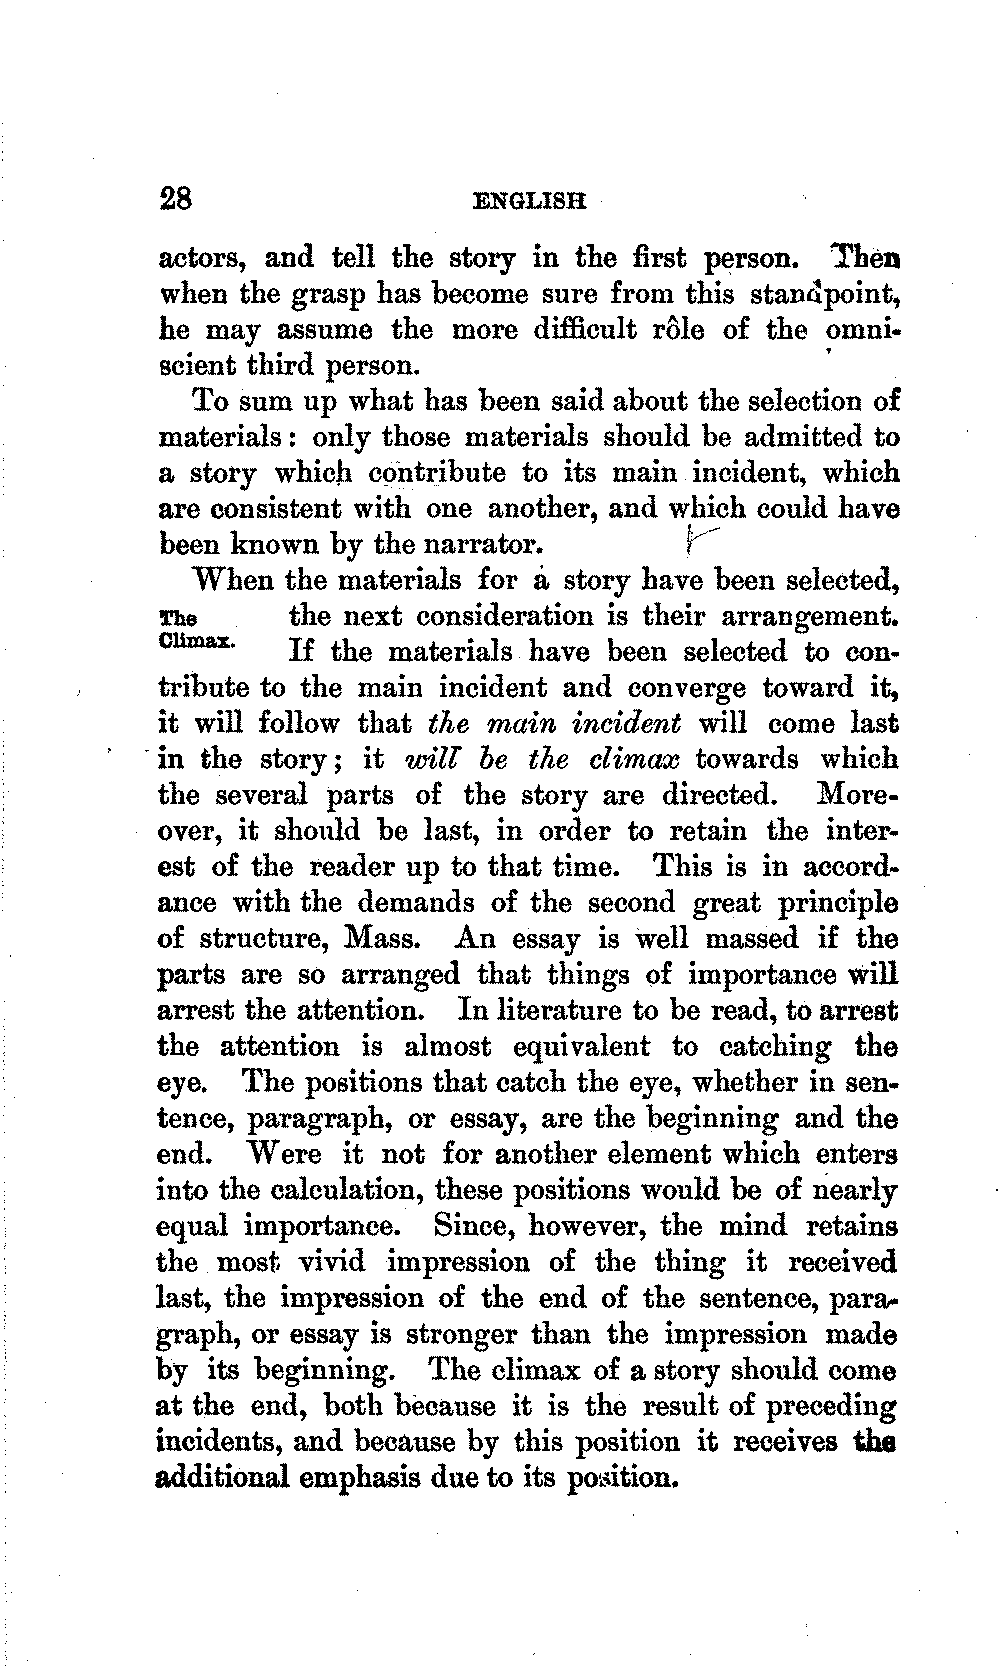 28 ENGLISH
actors, and tell the story in the first person. Then
when the grasp has become sure from this standpoint,
he may assume the more difficult rôle of the omni-
scient third person.
To sum up what has been said about the selection of
materials: only those materials should be admitted to
a story which contribute to its main incident, which
are consistent with one another, and which could have
been known by the narrator.
When the materials for a story have been selected,
The the next consideration is their arrangement.
Climax. If the materials have been selected to con-
tribute to the main incident and converge toward it,
it will follow that the main incident will come last
in the story; it will be the climax towards which
the several parts of the story are directed. More-
over, it should be last, in order to retain the inter-
est of the reader up to that time. This is in accord-
ance with the demands of the second great principle
of structure, Mass. An essay is well massed if the
parts are so arranged that things of importance will
arrest the attention. In literature to be read, to arrest
the attention is almost equivalent to catching the
eye. The positions that catch the eye, whether in sen-
tence, paragraph, or essay, are the beginning and the
end. Were it not for another element which enters
into the calculation, these positions would be of nearly
equal importance. Since, however, the mind retains
the most vivid impression of the thing it received
last, the impression of the end of the sentence, para-
graph, or essay is stronger than the impression made
by its beginning. The climax of a story should come
at the end, both because it is the result of preceding
incidents, and because by this position it receives the
additional emphasis due to its position.